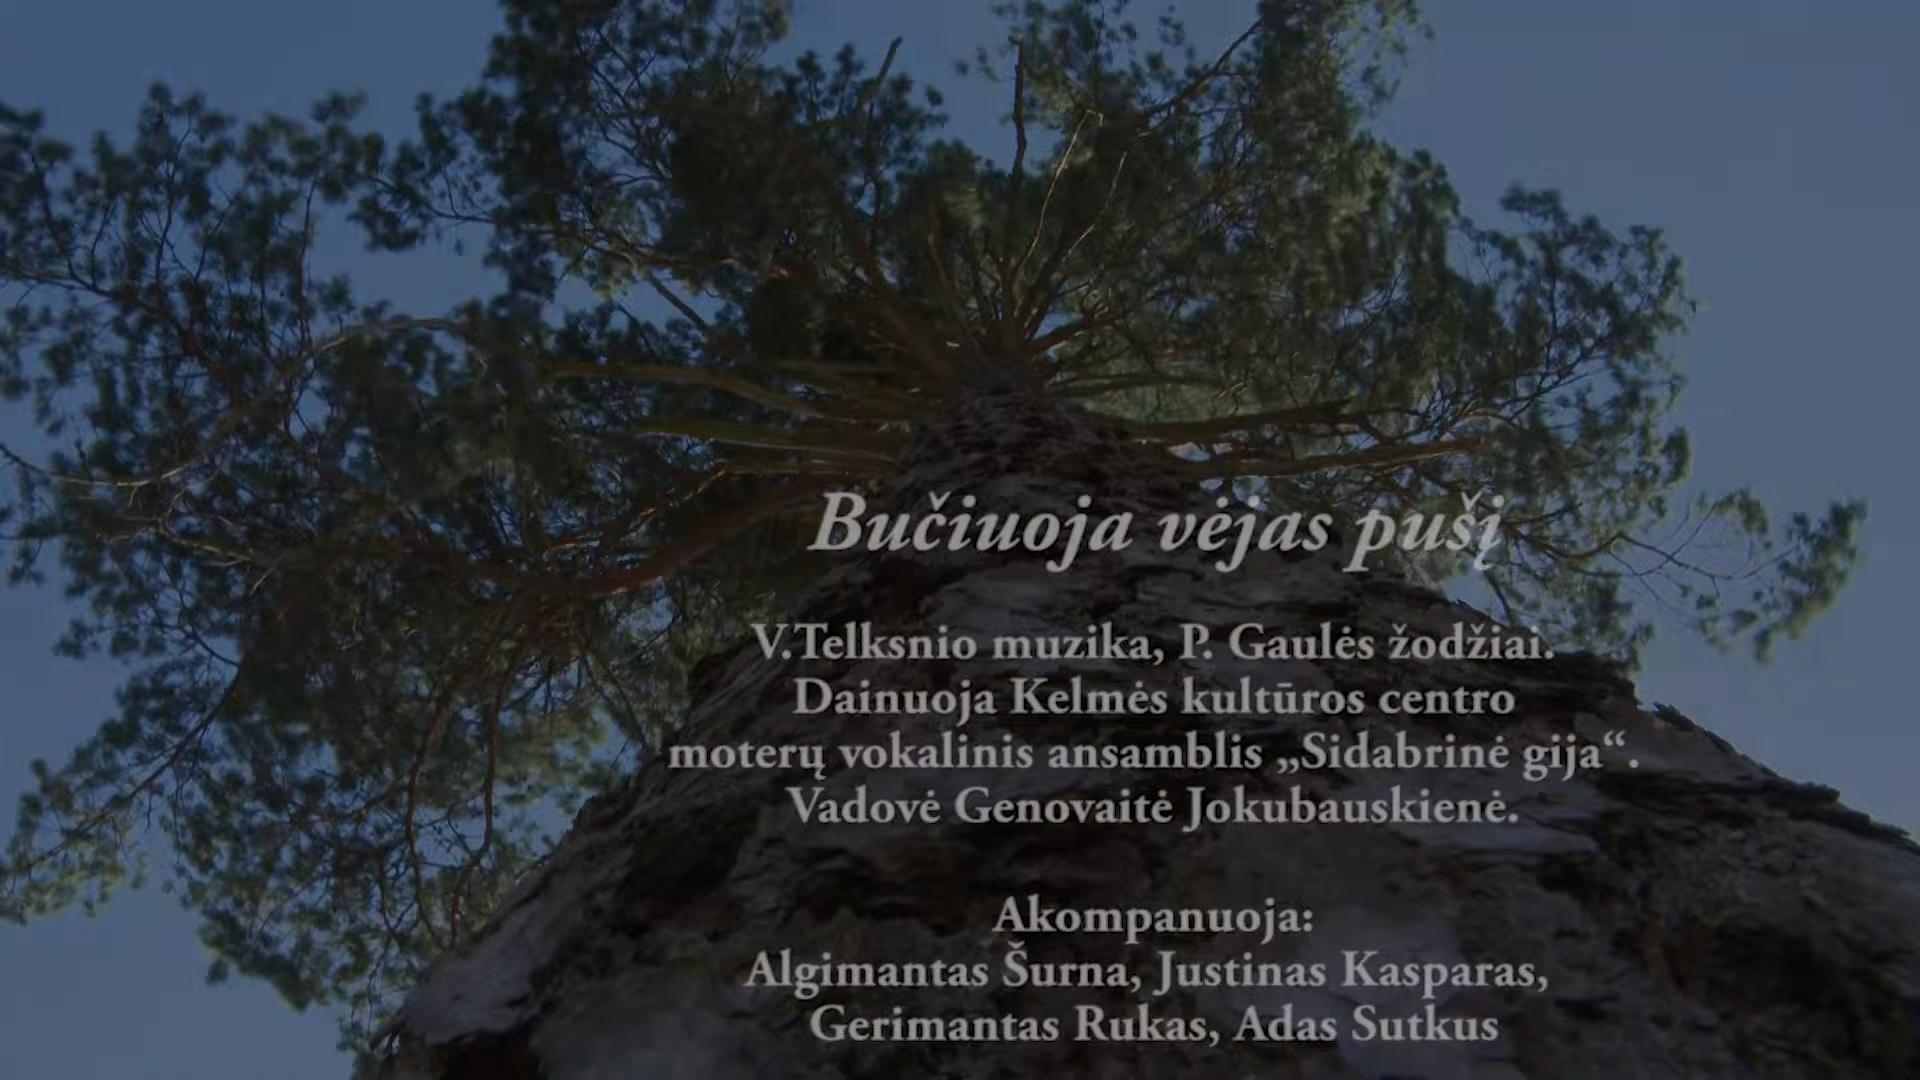 Bučiuoja vėjas pušį
V.Telksnio muzika, P. Gaulės žodžiai.
Dainuoja Kelmės kultūros centro
moterų vokalinis ansamblis „Sidabrinė gija“.
Vadovė Genovaitė Jokubauskienė.
Akompanuoja:
Algimantas Šurna, Justinas Kasparas,
Gerimantas Rukas, Adas Sutkus